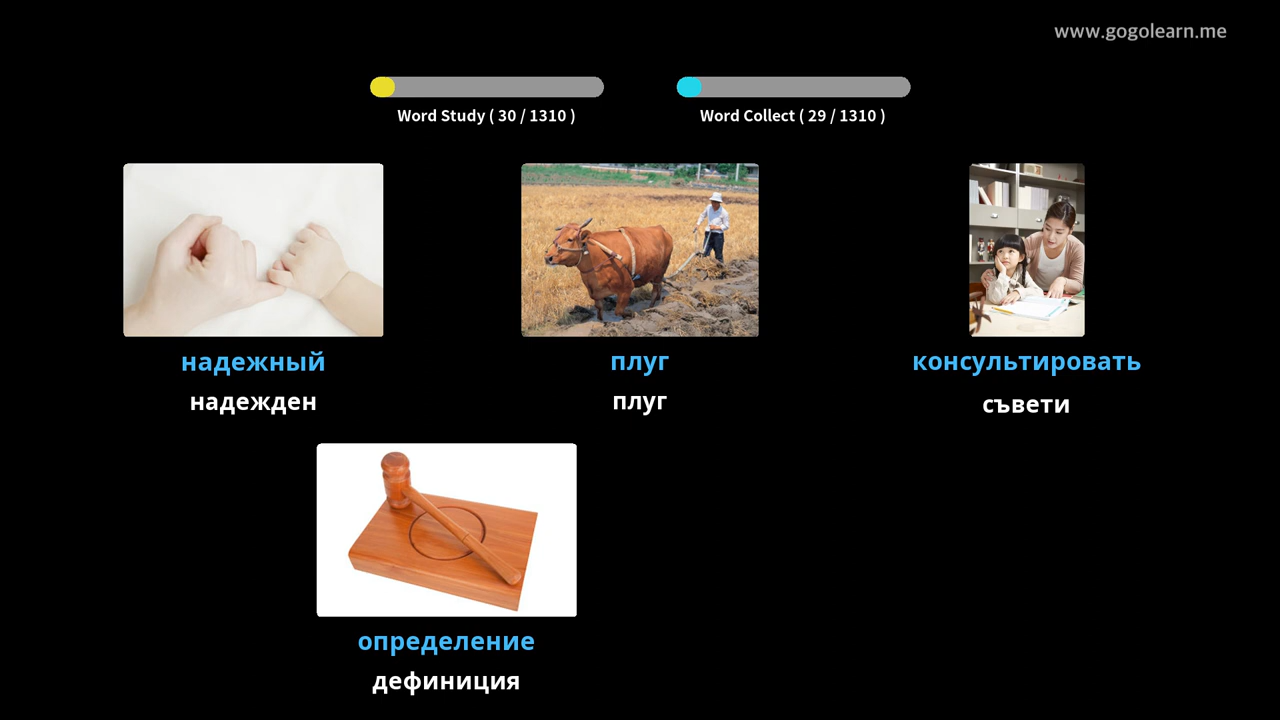 www.gogolearn.me
Word Study ( 30 / 1310 )
Word Collect ( 29 / 1310 )
надежный
надежден
плуг
плуг
консультировать
съвети
определение
дефиниция